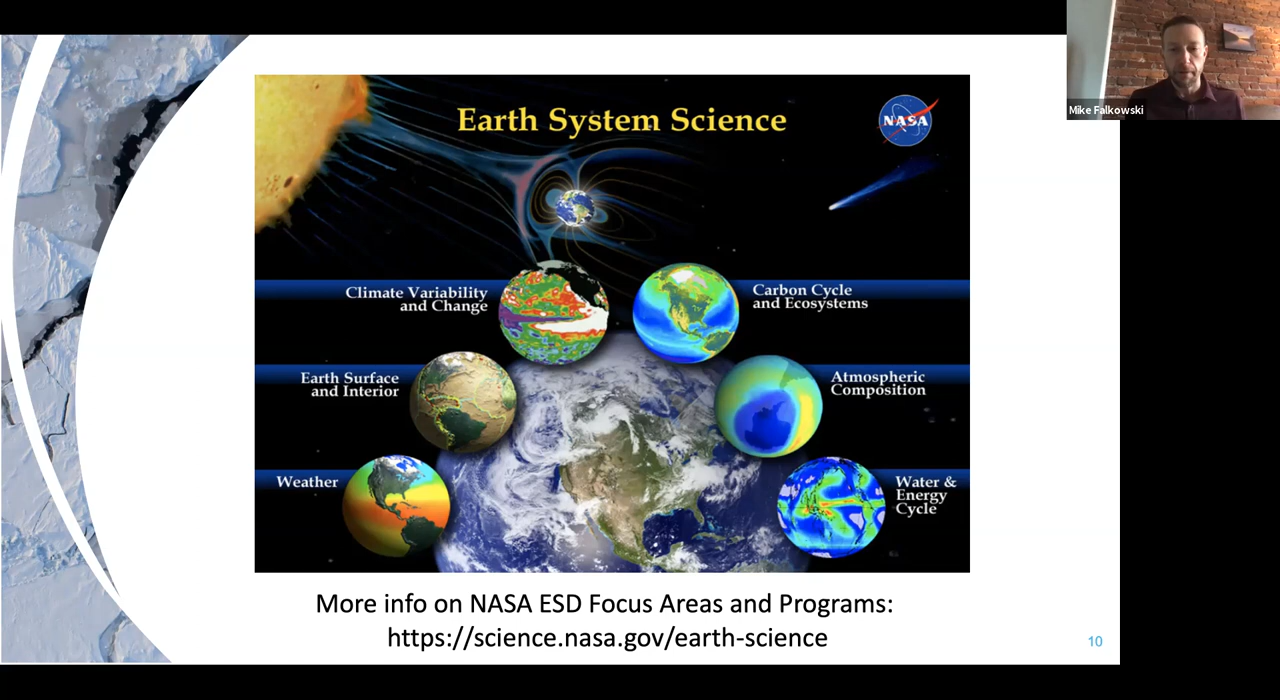 Mike Falkowski
Earth System Science
NASA
Climate Variability
and Change
Carbon Cycle
and Ecosystems
Earth Surface
and Interior
Atmospheric
Composition
Weather
Water &
Energy
Cycle
More info on NASA ESD Focus Areas and Programs:
https://science.nasa.gov/earth-science
10